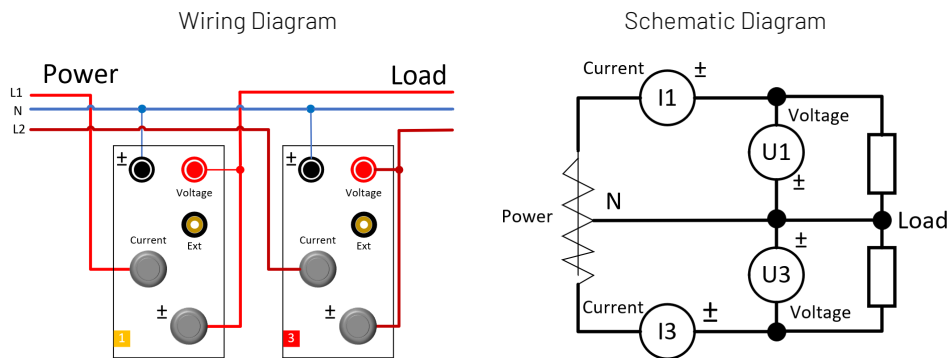 Wiring Diagram
Schematic Diagram
Power
Load
L1
N
L2
±
Voltage
Ext
Current
±
1
±
Voltage
Ext
Current
±
3
Current
±
I1
Voltage
U1
±
Power
N
Load
±
U3
Current
±
Voltage
I3